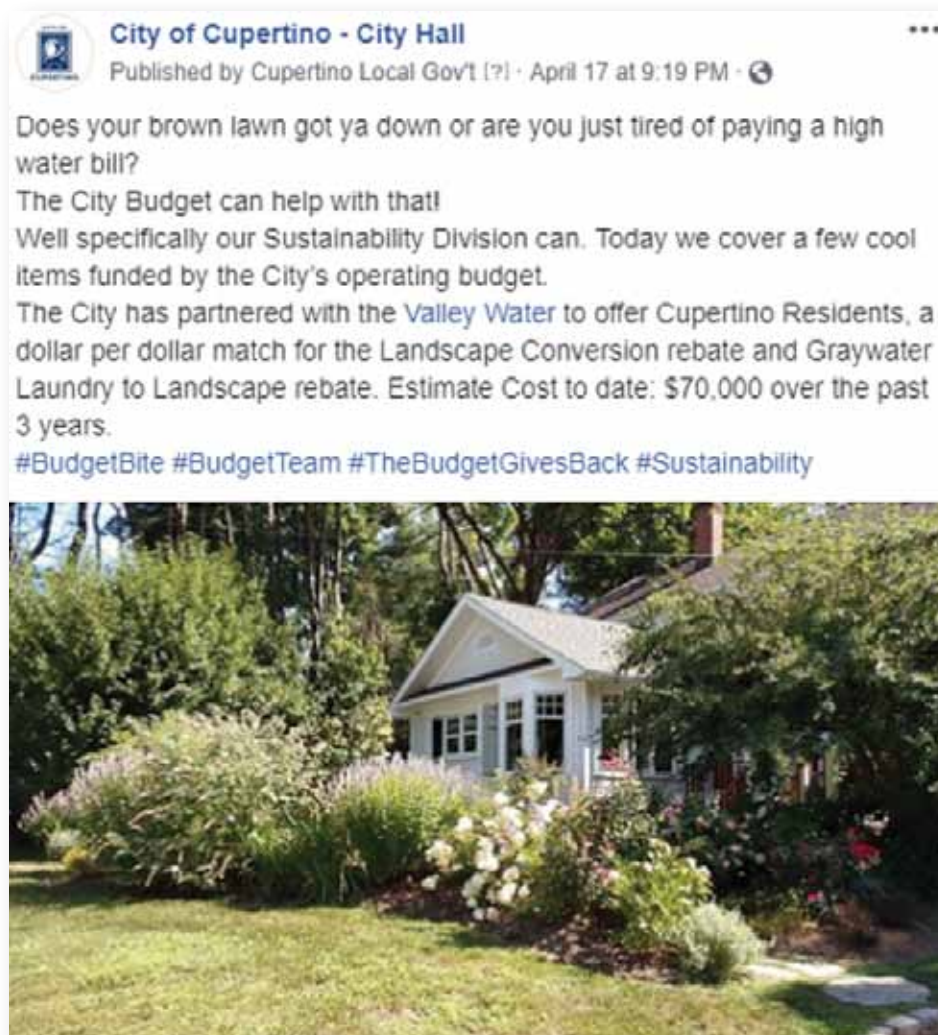 City of Cupertino - City Hall
Published by Cupertino Local Gov't [?] · April 17 at 9:19 PM ·
Does your brown lawn got ya down or are you just tired of paying a high
water bill?
The City Budget can help with that!
Well specifically our Sustainability Division can. Today we cover a few cool
items funded by the City's operating budget.
The City has partnered with the Valley Water to offer Cupertino Residents, a
dollar per dollar match for the Landscape Conversion rebate and Graywater
Laundry to Landscape rebate. Estimate Cost to date: $70,000 over the past
3 years.
#BudgetBite #BudgetTeam #TheBudgetGivesBack #Sustainability